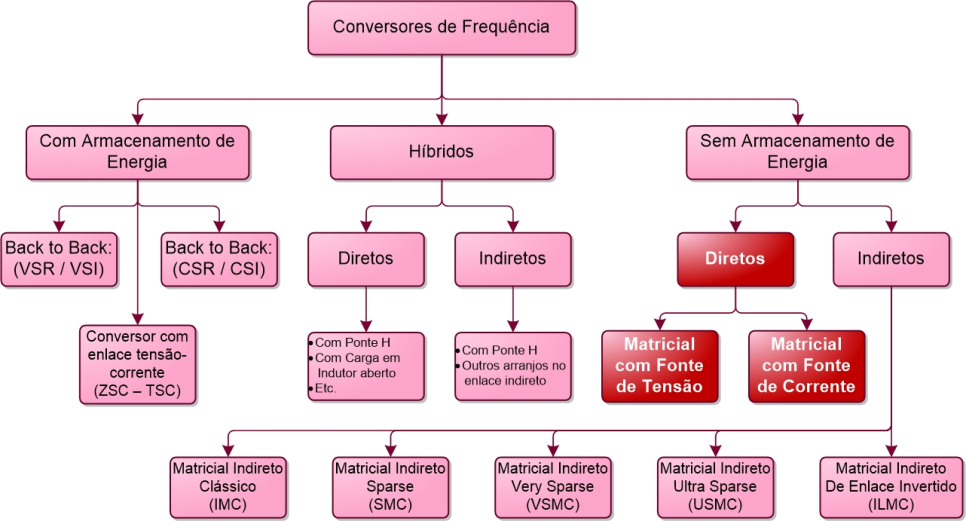 Conversores de Frequência
Com Armacenamento de
Energia
Híbridos
Sem Armazenamento de
Energia
Back to Back:
(VSR / VSI)
Back to Back:
(CSR / CSI)
Diretos
Indiretos
Diretos
Indiretos
Conversor com
enlace tensão-
corrente
(ZSC – TSC)
• Com Ponte H
• Com Carga em
Indutor aberto
• Etc.
• Com Ponte H
• Outros arranjos no
enlace indireto
Matricial
com Fonte
de Tensão
Matricial
com Fonte
de Corrente
Matricial Indireto
Clássico
(IMC)
Matricial Indireto
Sparse
(SMC)
Matricial Indireto
Very Sparse
(VSMC)
Matricial Indireto
Ultra Sparse
(USMC)
Matricial Indireto
De Enlace Invertido
(ILMC)